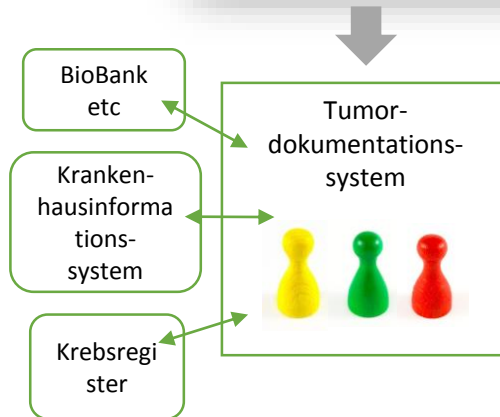 BioBank
etc
Kranken-
hausinforma
tions-
system
Krebsregi
ster
Tumor-
dokumentations-
system